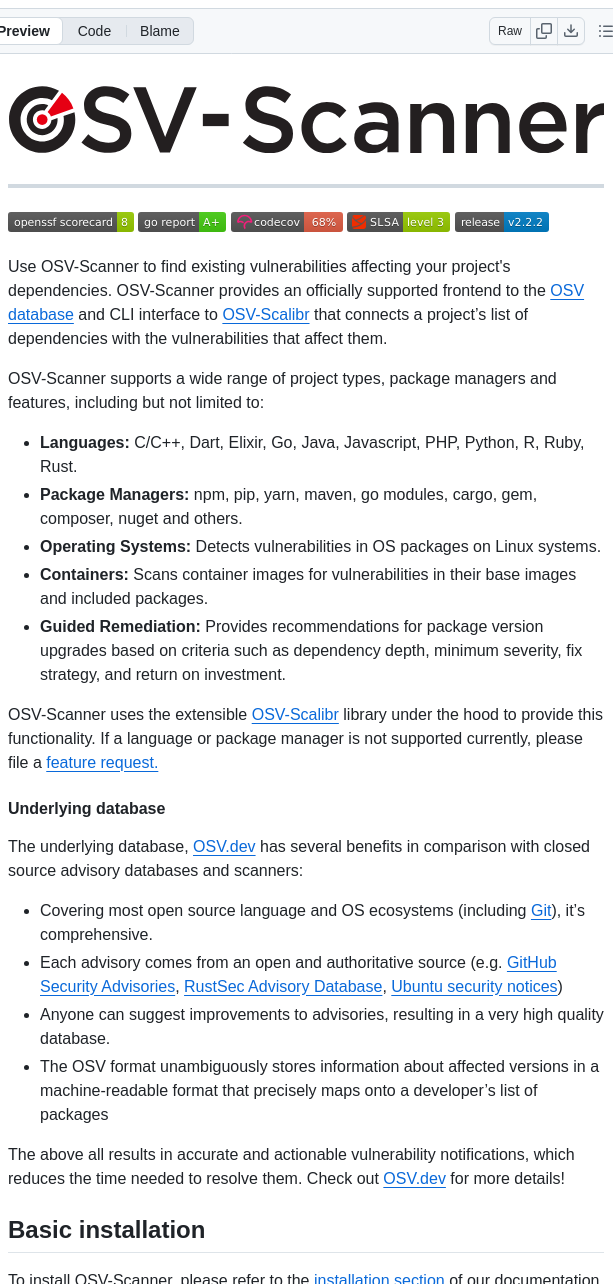 Preview Code Blame Raw
OSV-Scanner
openssf scorecard 8 go report A+ codecov 68% SLSA level 3 release v2.2.2
Use OSV-Scanner to find existing vulnerabilities affecting your project's
dependencies. OSV-Scanner provides an officially supported frontend to the OSV
database and CLI interface to OSV-Scalibr that connects a project’s list of
dependencies with the vulnerabilities that affect them.
OSV-Scanner supports a wide range of project types, package managers and
features, including but not limited to:
• Languages: C/C++, Dart, Elixir, Go, Java, Javascript, PHP, Python, R, Ruby,
Rust.
• Package Managers: npm, pip, yarn, maven, go modules, cargo, gem,
composer, nuget and others.
• Operating Systems: Detects vulnerabilities in OS packages on Linux systems.
• Containers: Scans container images for vulnerabilities in their base images
and included packages.
• Guided Remediation: Provides recommendations for package version
upgrades based on criteria such as dependency depth, minimum severity, fix
strategy, and return on investment.
OSV-Scanner uses the extensible OSV-Scalibr library under the hood to provide this
functionality. If a language or package manager is not supported currently, please
file a feature request.
Underlying database
The underlying database, OSV.dev has several benefits in comparison with closed
source advisory databases and scanners:
• Covering most open source language and OS ecosystems (including Git), it’s
comprehensive.
• Each advisory comes from an open and authoritative source (e.g. GitHub
Security Advisories, RustSec Advisory Database, Ubuntu security notices)
• Anyone can suggest improvements to advisories, resulting in a very high quality
database.
• The OSV format unambiguously stores information about affected versions in a
machine-readable format that precisely maps onto a developer’s list of
packages
The above all results in accurate and actionable vulnerability notifications, which
reduces the time needed to resolve them. Check out OSV.dev for more details!
Basic installation
To install OSV-Scanner, please refer to the installation section of our documentation.